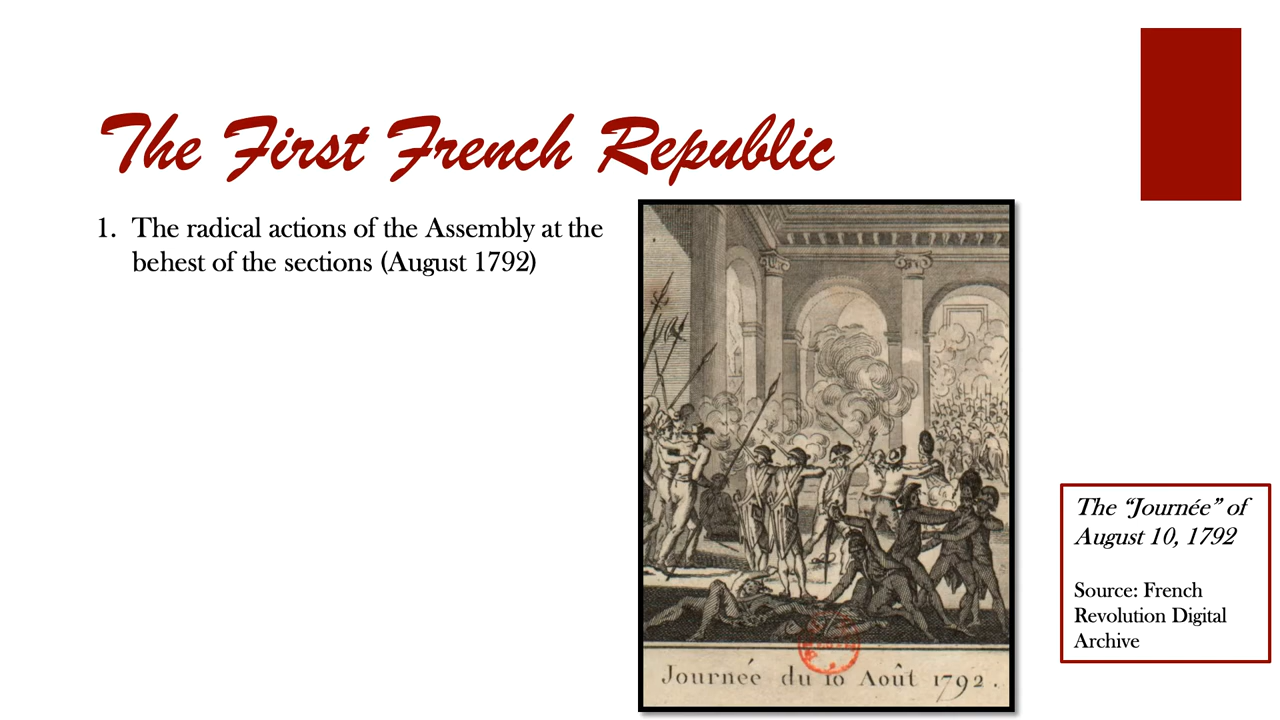 The First French Republic
1. The radical actions of the Assembly at the
behest of the sections (August 1792)
Journée du 10 Août 1792.
The “Journée” of
August 10, 1792
Source: French
Revolution Digital
Archive